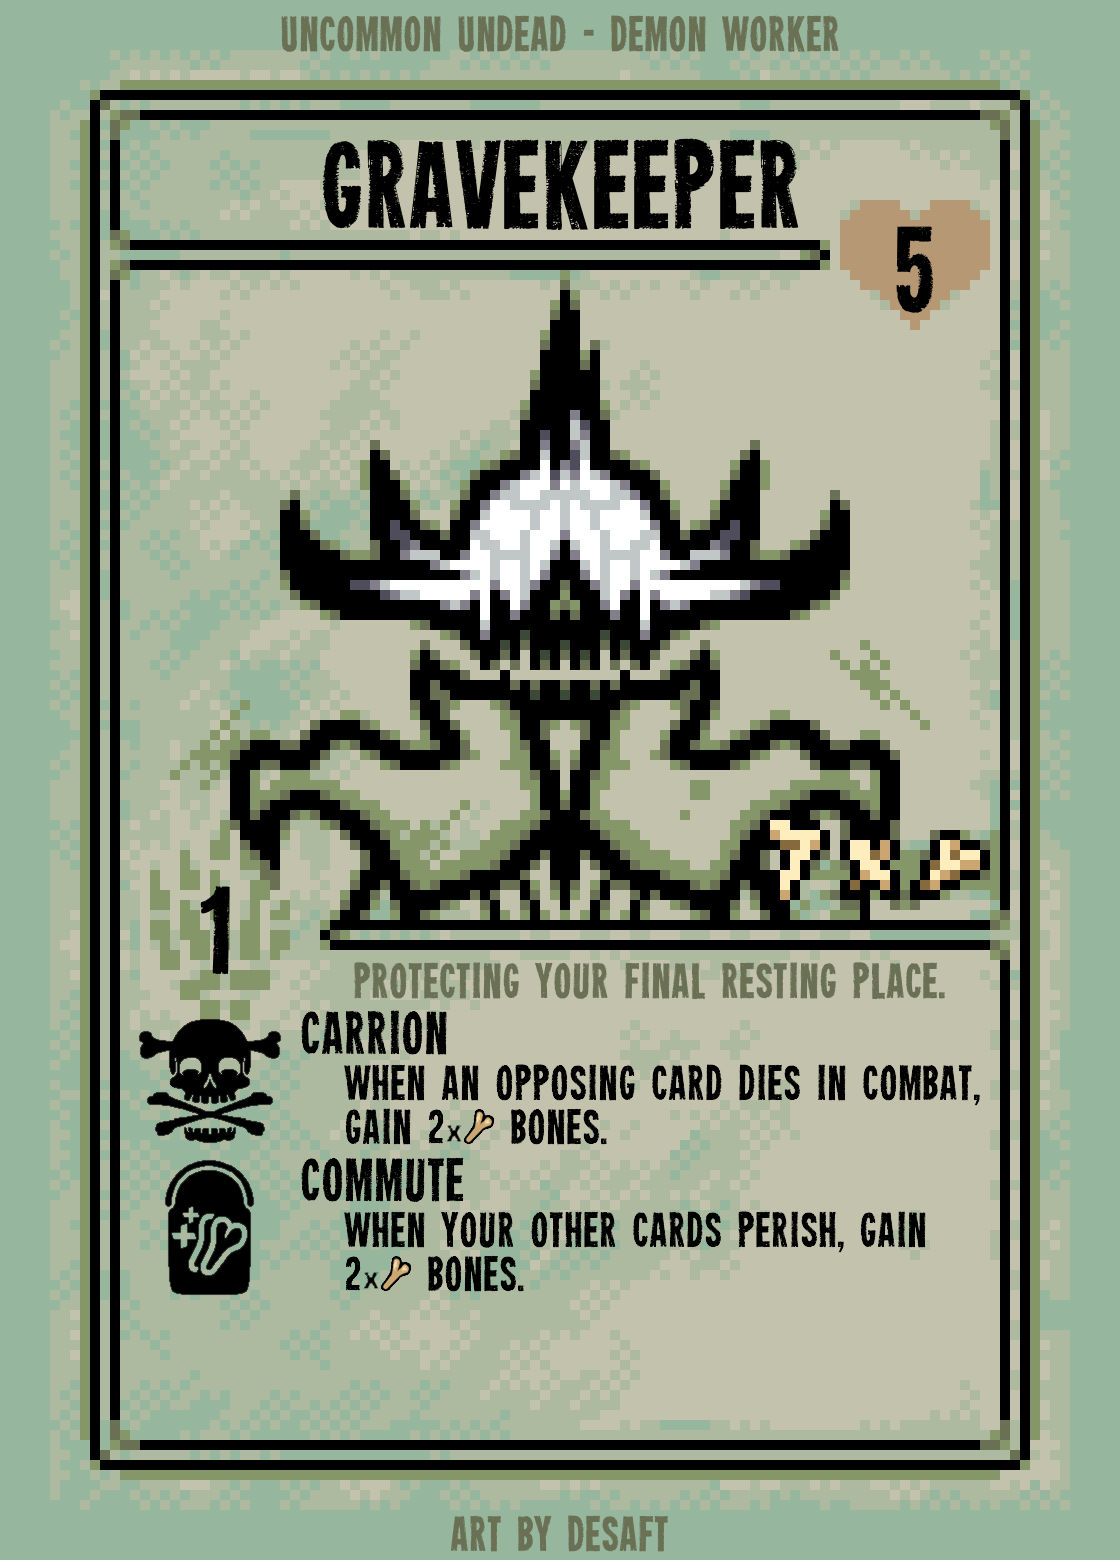 UNCOMMON UNDEAD - DEMON WORKER
GRAVEKEEPER
5
1
PROTECTING YOUR FINAL RESTING PLACE.
CARRION
WHEN AN OPPOSING CARD DIES IN COMBAT,
GAIN 2x BONES.
COMMUTE
WHEN YOUR OTHER CARDS PERISH, GAIN
2x BONES.
ART BY DESAFT